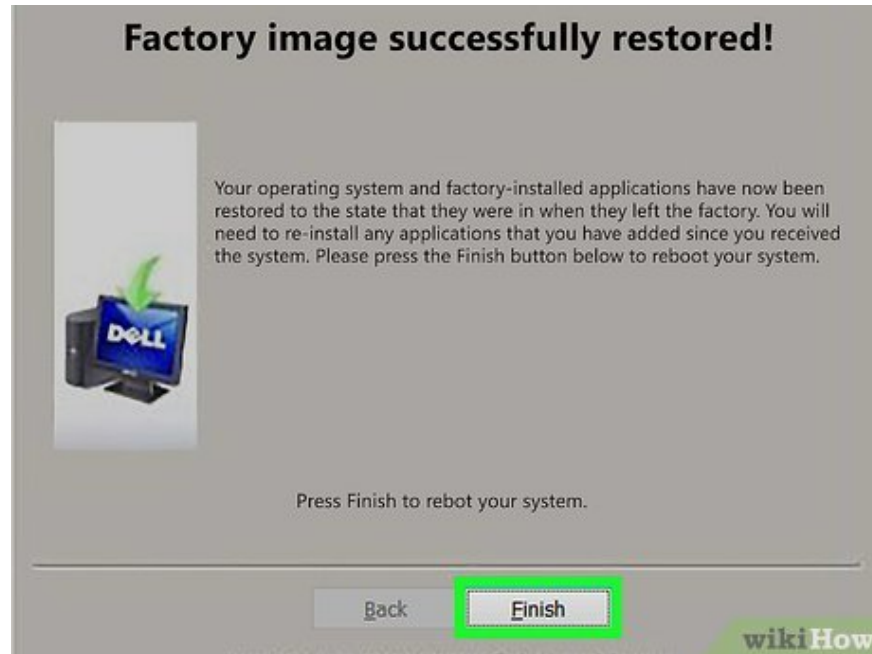 Factory image successfully restored!
Your operating system and factory-installed applications have now been
restored to the state that they were in when they left the factory. You will
need to re-install any applications that you have added since you received
the system. Please press the Finish button below to reboot your system.
DELL
Press Finish to rebot your system.
Back
Finish
wikiHow